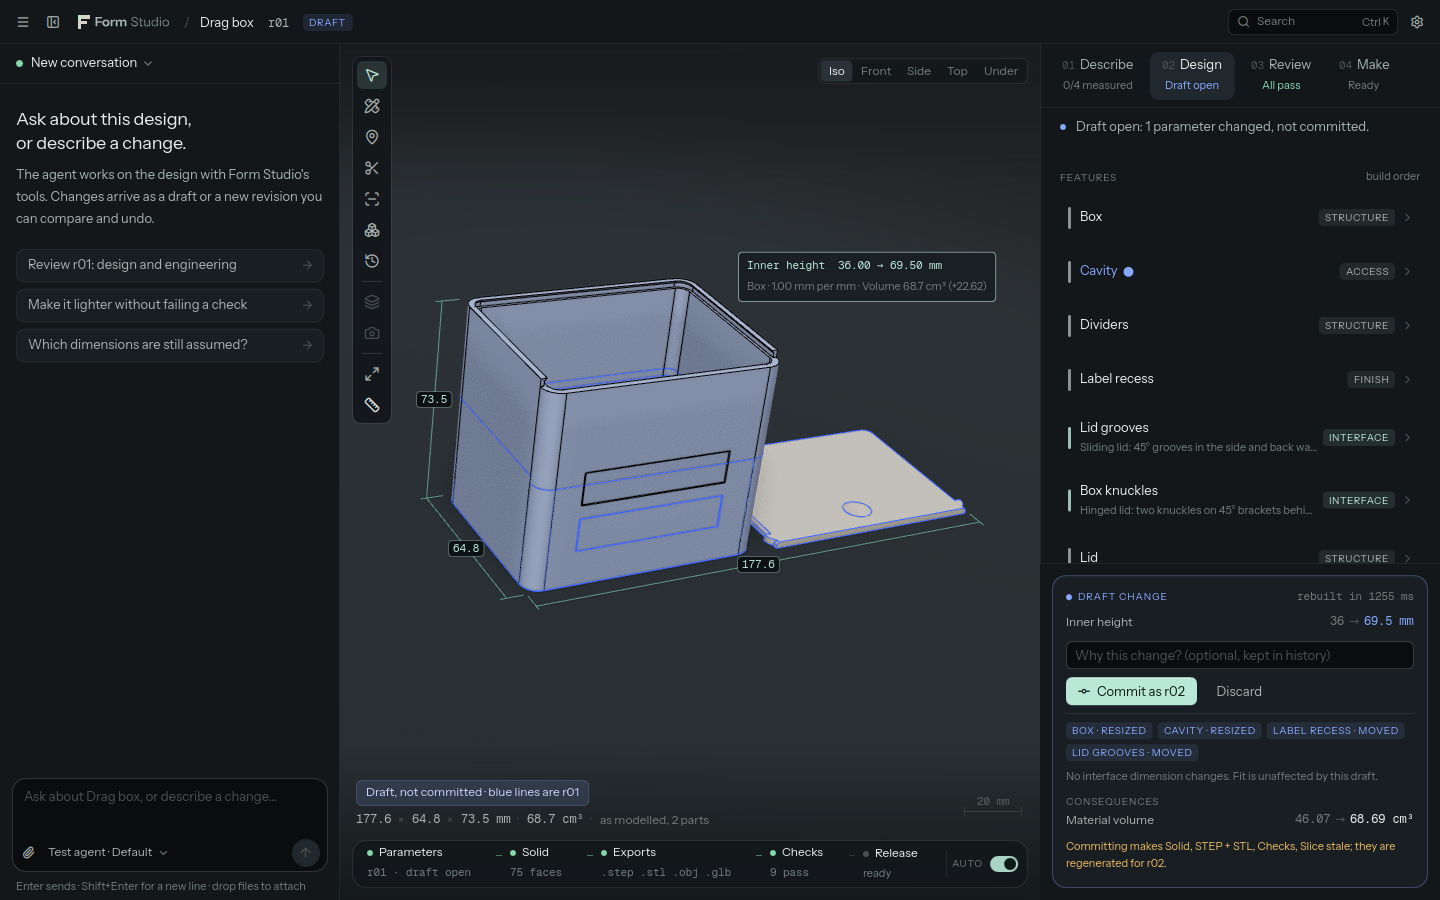 Form Studio / Drag box r01 DRAFT
Search Ctrl K
New conversation
Ask about this design,
or describe a change.
The agent works on the design with Form Studio's
tools. Changes arrive as a draft or a new revision you
can compare and undo.
Review r01: design and engineering →
Make it lighter without failing a check →
Which dimensions are still assumed? →
Ask about Drag box, or describe a change...
Test agent · Default
Enter sends · Shift+Enter for a new line · drop files to attach
Iso Front Side Top Under
Inner height 36.00 → 69.50 mm
Box · 1.00 mm per mm · Volume 68.7 cm³ (+22.62)
73.5
64.8
177.6
Draft, not committed · blue lines are r01
20 mm
177.6 × 64.8 × 73.5 mm · 68.7 cm³ · as modelled, 2 parts
Parameters
r01 · draft open
Solid
75 faces
Exports
.step .stl .obj .glb
Checks
9 pass
Release
ready
AUTO
01 Describe
0/4 measured
02 Design
Draft open
03 Review
All pass
04 Make
Ready
Draft open: 1 parameter changed, not committed.
FEATURES build order
Box STRUCTURE
Cavity ACCESS
Dividers STRUCTURE
Label recess FINISH
Lid grooves INTERFACE
Sliding lid: 45° grooves in the side and back wa...
Box knuckles INTERFACE
Hinged lid: two knuckles on 45° brackets behi...
Lid STRUCTURE
DRAFT CHANGE rebuilt in 1255 ms
Inner height 36 → 69.5 mm
Why this change? (optional, kept in history)
Commit as r02 Discard
BOX · RESIZED CAVITY · RESIZED LABEL RECESS · MOVED
LID GROOVES · MOVED
No interface dimension changes. Fit is unaffected by this draft.
CONSEQUENCES
Material volume 46.07 → 68.69 cm³
Committing makes Solid, STEP + STL, Checks, Slice stale; they are
regenerated for r02.